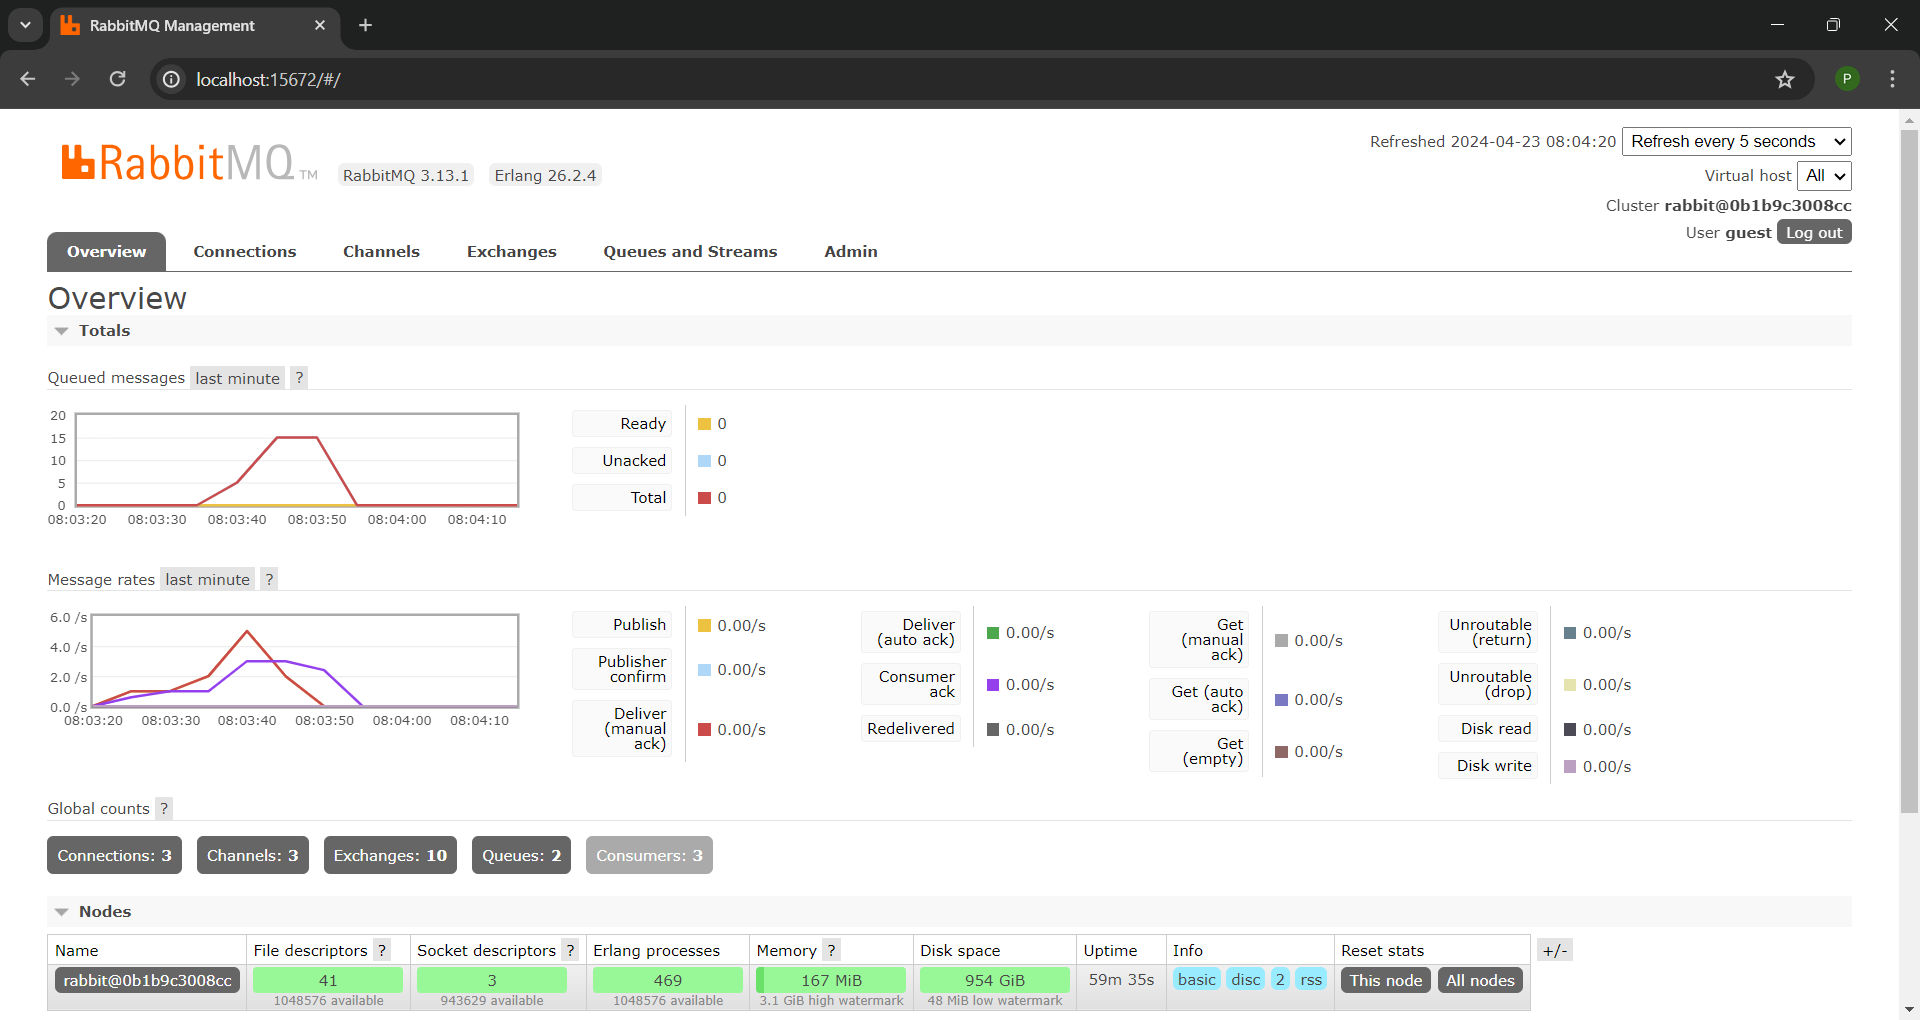 RabbitMQ Management
localhost:15672/#/
P
RabbitMQ TM
RabbitMQ 3.13.1 Erlang 26.2.4
Refreshed 2024-04-23 08:04:20 Refresh every 5 seconds
Virtual host All
Cluster rabbit@0b1b9c3008cc
User guest Log out
Overview Connections Channels Exchanges Queues and Streams Admin
Overview
Totals
Queued messages last minute ?
20
15
10
5
0
08:03:20 08:03:30 08:03:40 08:03:50 08:04:00 08:04:10
Ready 0
Unacked 0
Total 0
Message rates last minute ?
6.0 /s
4.0 /s
2.0 /s
0.0 /s
08:03:20 08:03:30 08:03:40 08:03:50 08:04:00 08:04:10
Publish 0.00/s
Publisher
confirm 0.00/s
Deliver
(manual
ack) 0.00/s
Deliver
(auto ack) 0.00/s
Consumer
ack 0.00/s
Redelivered 0.00/s
Get
(manual
ack) 0.00/s
Get (auto
ack) 0.00/s
Get
(empty) 0.00/s
Unroutable
(return) 0.00/s
Unroutable
(drop) 0.00/s
Disk read 0.00/s
Disk write 0.00/s
Global counts ?
Connections: 3 Channels: 3 Exchanges: 10 Queues: 2 Consumers: 3
Nodes
Name File descriptors ? Socket descriptors ? Erlang processes Memory ? Disk space Uptime Info Reset stats +/-
rabbit@0b1b9c3008cc 41 3 469 167 MiB 954 GiB 59m 35s basic disc 2 rss This node All nodes
1048576 available 943629 available 1048576 available 3.1 GiB high watermark 48 MiB low watermark